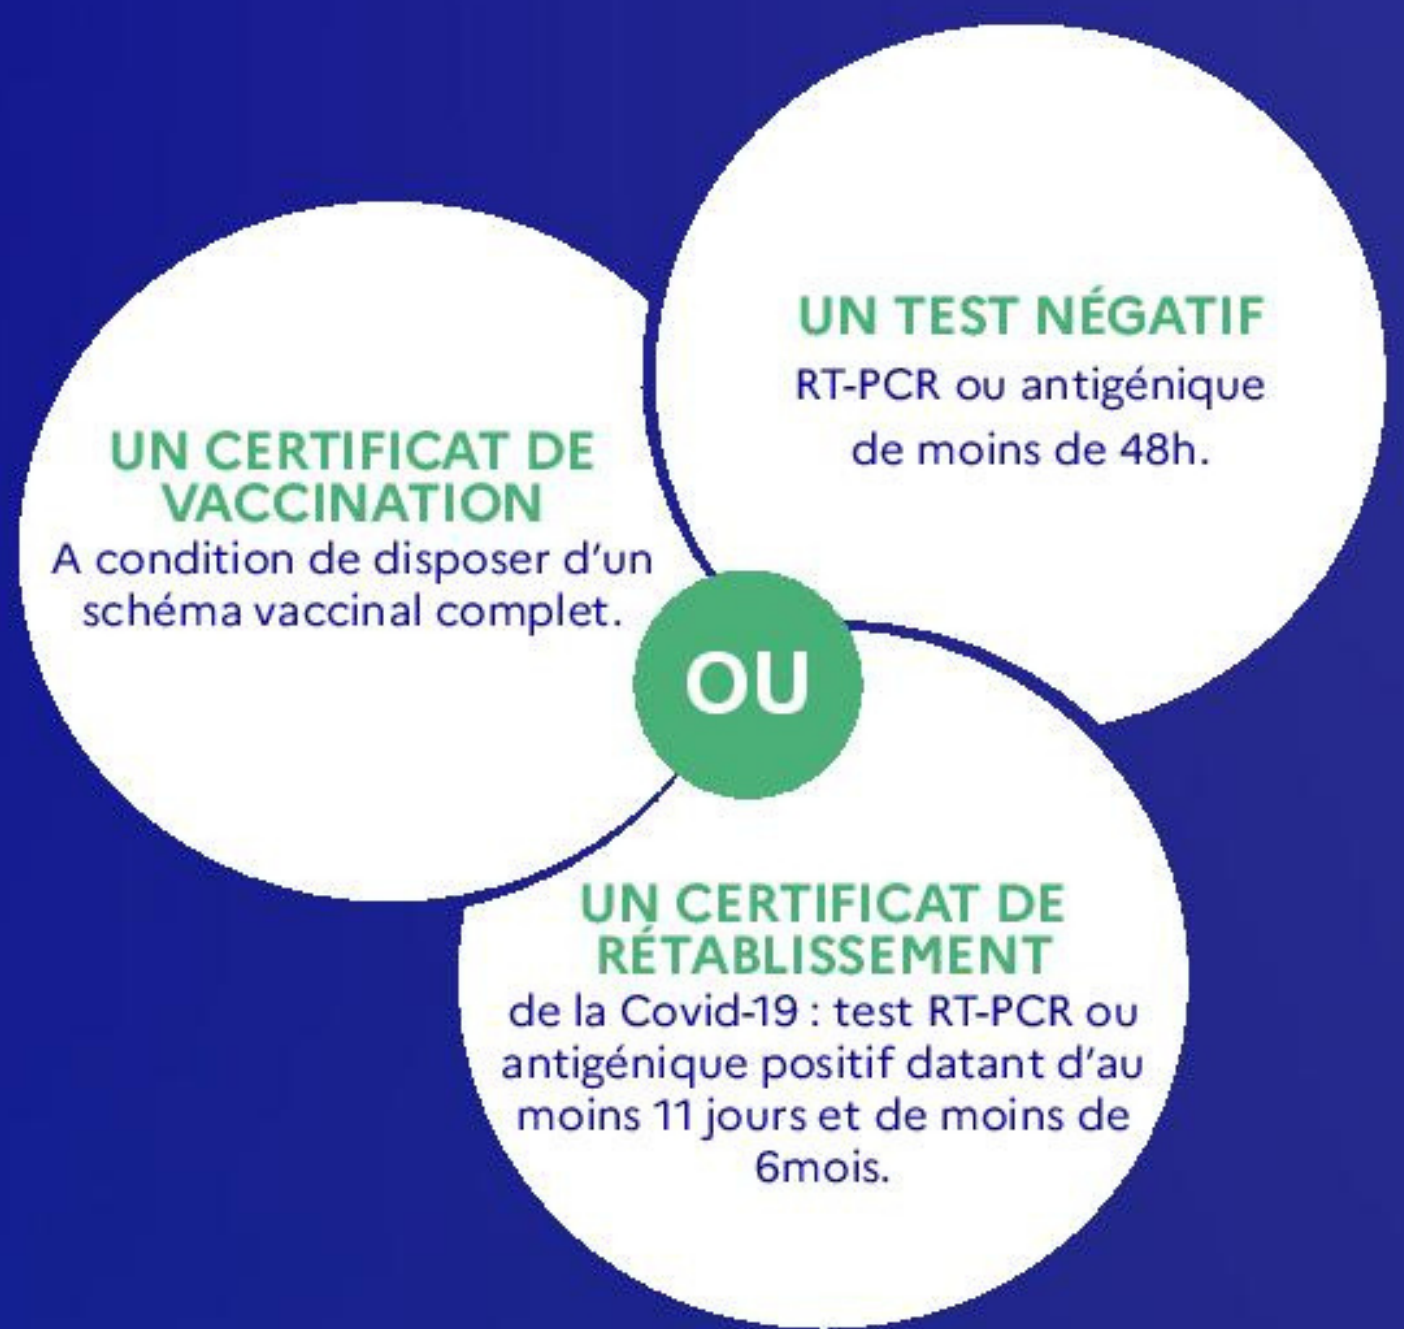 UN TEST NÉGATIF
RT-PCR ou antigénique
de moins de 48h.
UN CERTIFICAT DE
VACCINATION
A condition de disposer d'un
schéma vaccinal complet.
OU
UN CERTIFICAT DE
RÉTABLISSEMENT
de la Covid-19 : test RT-PCR ou
antigénique positif datant d'au
moins 11 jours et de moins de
6mois.